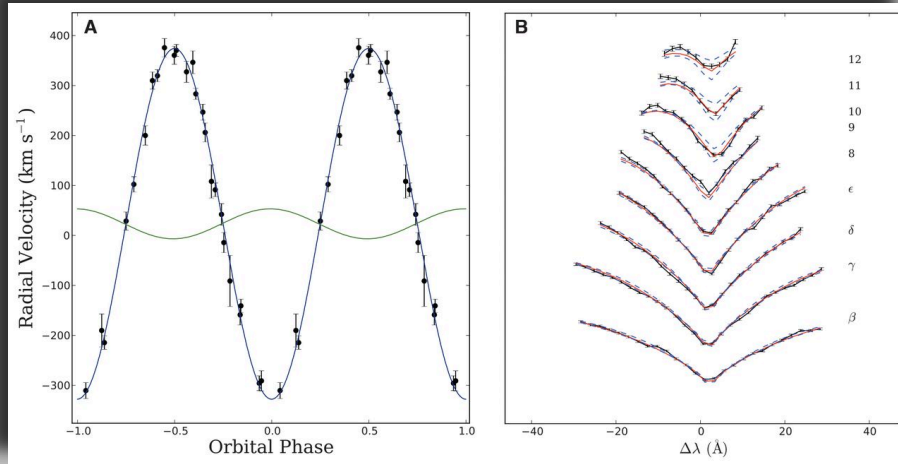 A
Radial Velocity (km s⁻¹)
400
300
200
100
0
−100
−200
−300
−1.0 −0.5 0.0 0.5 1.0
Orbital Phase
B
12
11
10
9
8
ϵ
δ
γ
β
−40 −20 0 20 40
Δλ (Å)